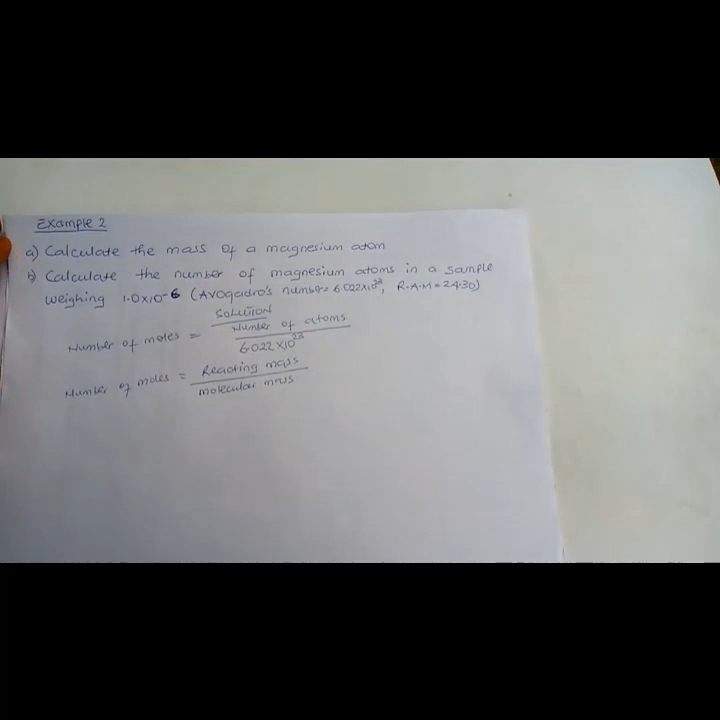 Example 2
a) Calculate the mass of a magnesium atom
b) Calculate the number of magnesium atoms in a sample
weighing 1.0x10-6 (Avogadro's number= 6.022x10²³, R.A.M = 24.30)
Solution
Number of moles = Number of atoms
6.022 x10²³
Number of moles = Reacting mass
molecular mass